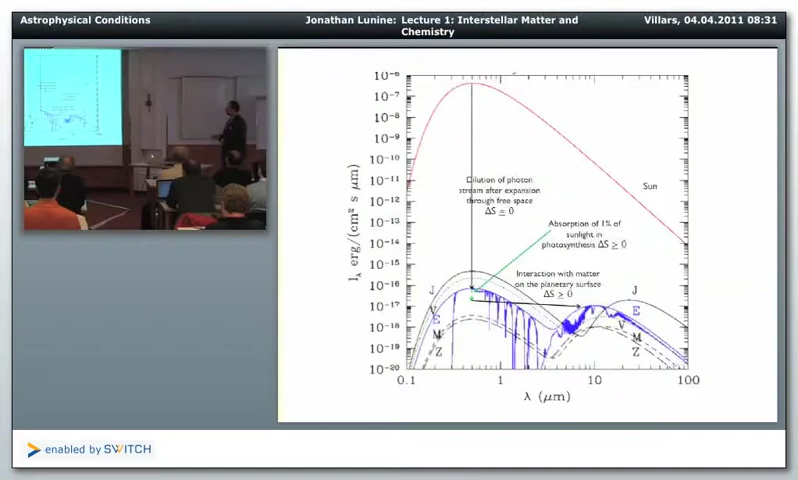 Astrophysical Conditions
Jonathan Lunine: Lecture 1: Interstellar Matter and
Chemistry
Villars, 04.04.2011 08:31
10⁻⁶
10⁻⁷
10⁻⁸
10⁻⁹
10⁻¹⁰
10⁻¹¹
10⁻¹²
10⁻¹³
10⁻¹⁴
10⁻¹⁵
10⁻¹⁶
10⁻¹⁷
10⁻¹⁸
10⁻¹⁹
10⁻²⁰
I_λ erg/(cm² s μm)
Sun
Dilution of photon
stream after expansion
through free space
ΔS = 0
Absorption of 1% of
sunlight in
photosynthesis ΔS ≥ 0
Interaction with matter
on the planetary surface
ΔS ≥ 0
J
V
E
M
Z
J
E
V
M
Z
0.1
1
10
100
λ (μm)
enabled by SWITCH